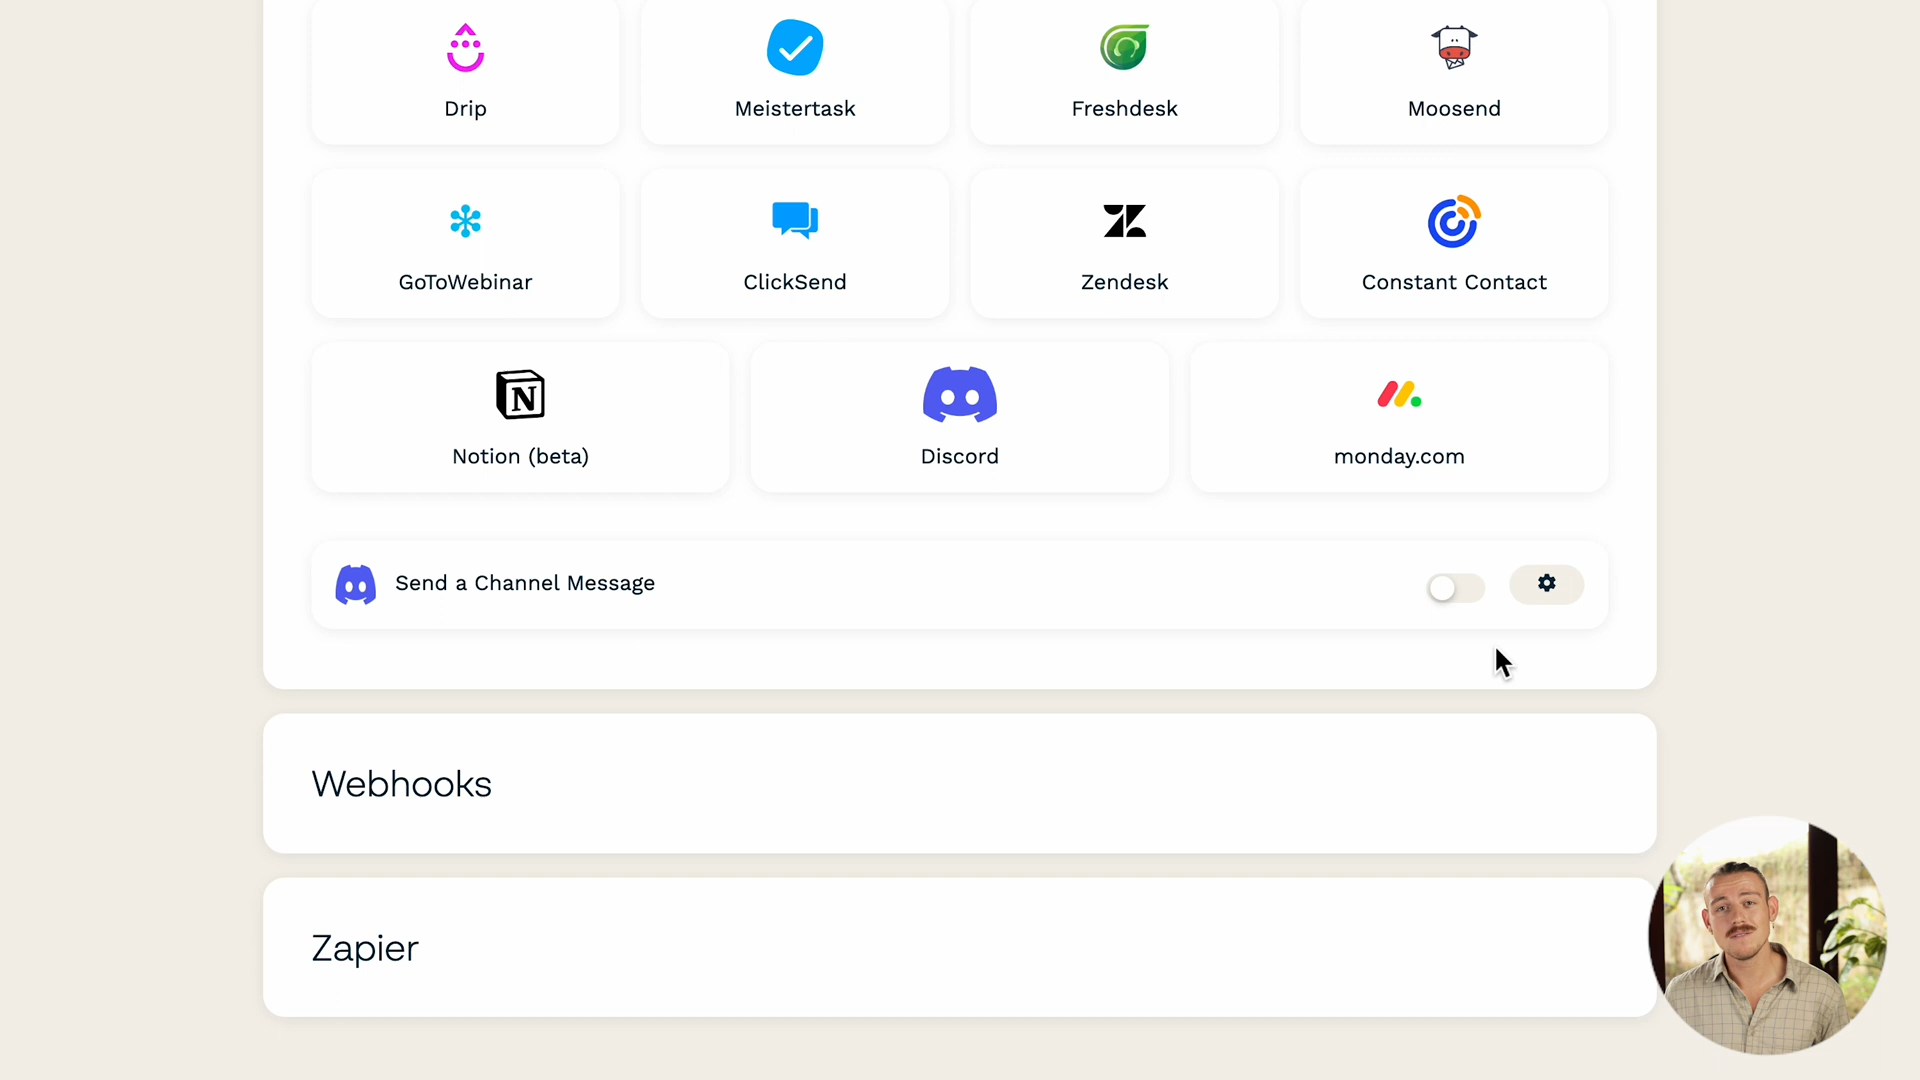 Drip
Meistertask
Freshdesk
Moosend
GoToWebinar
ClickSend
Zendesk
Constant Contact
N
Notion (beta)
Discord
monday.com
Send a Channel Message
Webhooks
Zapier